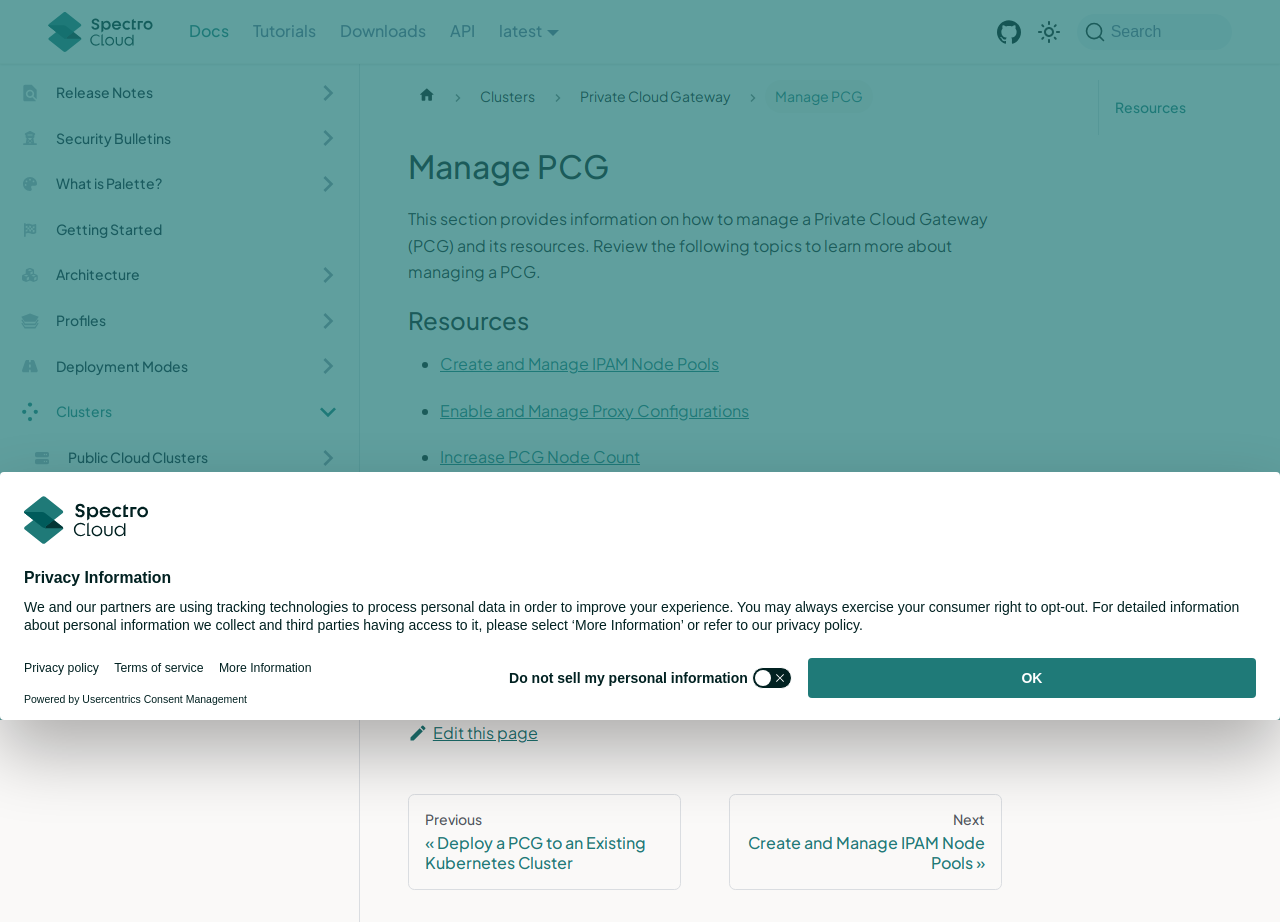 Spectro Cloud
Docs
Tutorials
Downloads
API
latest
Search
Release Notes
Security Bulletins
What is Palette?
Getting Started
Architecture
Profiles
Deployment Modes
Clusters
Public Cloud Clusters
Clusters
Private Cloud Gateway
Manage PCG
Resources
Manage PCG
This section provides information on how to manage a Private Cloud Gateway
(PCG) and its resources. Review the following topics to learn more about
managing a PCG.
Resources
Create and Manage IPAM Node Pools
Enable and Manage Proxy Configurations
Increase PCG Node Count
Spectro
Cloud
Privacy Information
We and our partners are using tracking technologies to process personal data in order to improve your experience. You may always exercise your consumer right to opt-out. For detailed information
about personal information we collect and third parties having access to it, please select ‘More Information’ or refer to our privacy policy.
Privacy policy
Terms of service
More Information
Powered by Usercentrics Consent Management
Do not sell my personal information
OK
Edit this page
Previous
« Deploy a PCG to an Existing
Kubernetes Cluster
Next
Create and Manage IPAM Node
Pools »